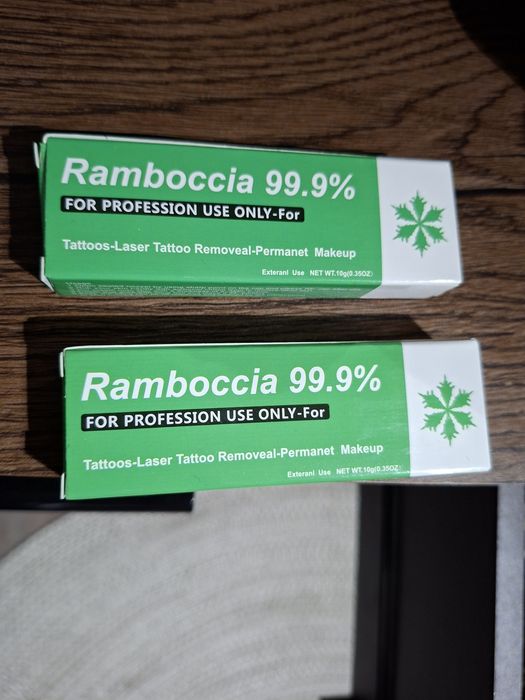 Ramboccia 99.9%
FOR PROFESSION USE ONLY-For
Tattoos-Laser Tattoo Removeal-Permanet Makeup
Exteranl Use NET WT.10g(0.35OZ)
Ramboccia 99.9%
FOR PROFESSION USE ONLY-For
Tattoos-Laser Tattoo Removeal-Permanet Makeup
Exteranl Use NET WT.10g(0.35OZ)